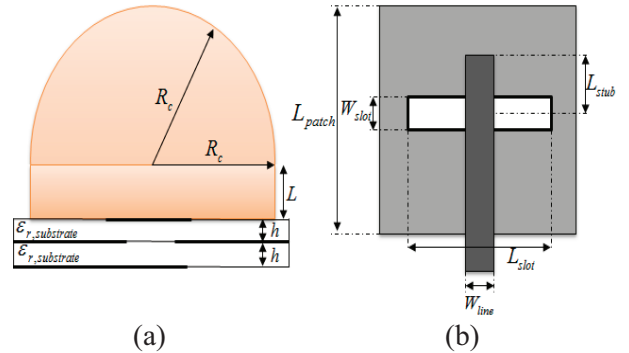 R_c
R_c
L
ε_r,substrate
h
ε_r,substrate
h
(a)
L_patch
W_slot
L_stub
L_slot
W_line
(b)